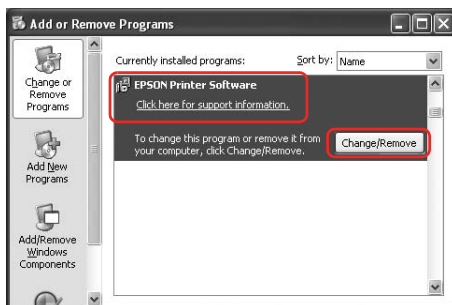 Add or Remove Programs
Change or
Remove
Programs
Add New
Programs
Add/Remove
Windows
Components
Currently installed programs:
Sort by:
Name
EPSON Printer Software
Click here for support information.
To change this program or remove it from
your computer, click Change/Remove.
Change/Remove